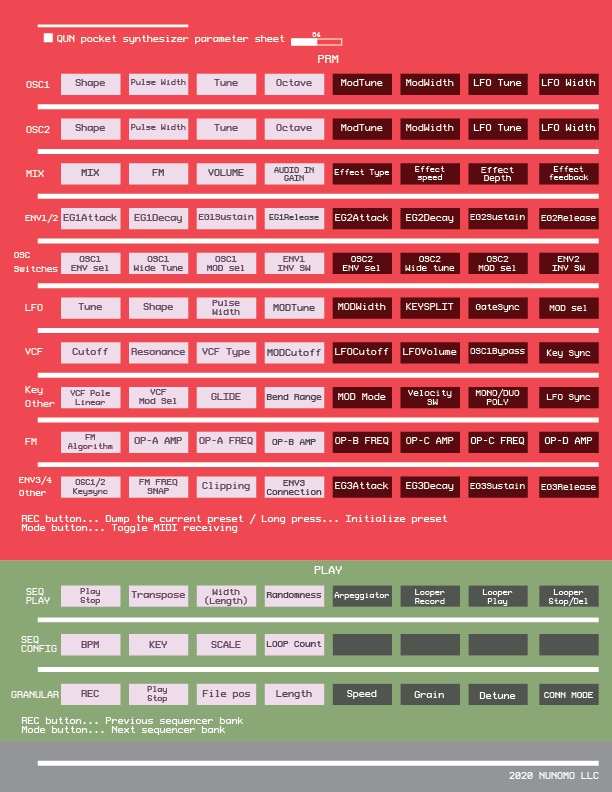 QUN pocket synthesizer parameter sheet
64
PRM
OSC1 Shape Pulse Width Tune Octave ModTune ModWidth LFO Tune LFO Width
OSC2 Shape Pulse Width Tune Octave ModTune ModWidth LFO Tune LFO Width
MIX MIX FM VOLUME AUDIO IN GAIN Effect Type Effect speed Effect Depth Effect feedback
ENV1/2 EG1Attack EG1Decay EG1Sustain EG1Release EG2Attack EG2Decay EG2Sustain EG2Release
OSC Switches OSC1 ENV sel OSC1 Wide Tune OSC1 MOD sel ENV1 INV SW OSC2 ENV sel OSC2 Wide tune OSC2 MOD sel ENV2 INV SW
LFO Tune Shape Pulse Width MODTune MODWidth KEYSPLIT GateSync MOD sel
VCF Cutoff Resonance VCF Type MODCutoff LFOCutoff LFOVolume OSC1Bypass Key Sync
Key Other VCF Pole Linear VCF Mod Sel GLIDE Bend Range MOD Mode Velocity SW MONO/DUO POLY LFO Sync
FM FM Algorithm OP-A AMP OP-A FREQ OP-B AMP OP-B FREQ OP-C AMP OP-C FREQ OP-D AMP
ENV3/4 Other OSC1/2 Keysync FM FREQ SNAP Clipping ENV3 Connection EG3Attack EG3Decay EG3Sustain EG3Release
REC button... Dump the current preset / Long press... Initialize preset
Mode button... Toggle MIDI receiving
PLAY
SEQ PLAY Play Stop Transpose Width (Length) Randomness Arpeggiator Looper Record Looper Play Looper Stop/Del
SEQ CONFIG BPM KEY SCALE LOOP Count
GRANULAR REC Play Stop File pos Length Speed Grain Detune CONN MODE
REC button... Previous sequencer bank
Mode button... Next sequencer bank
2020 NUNOMO LLC